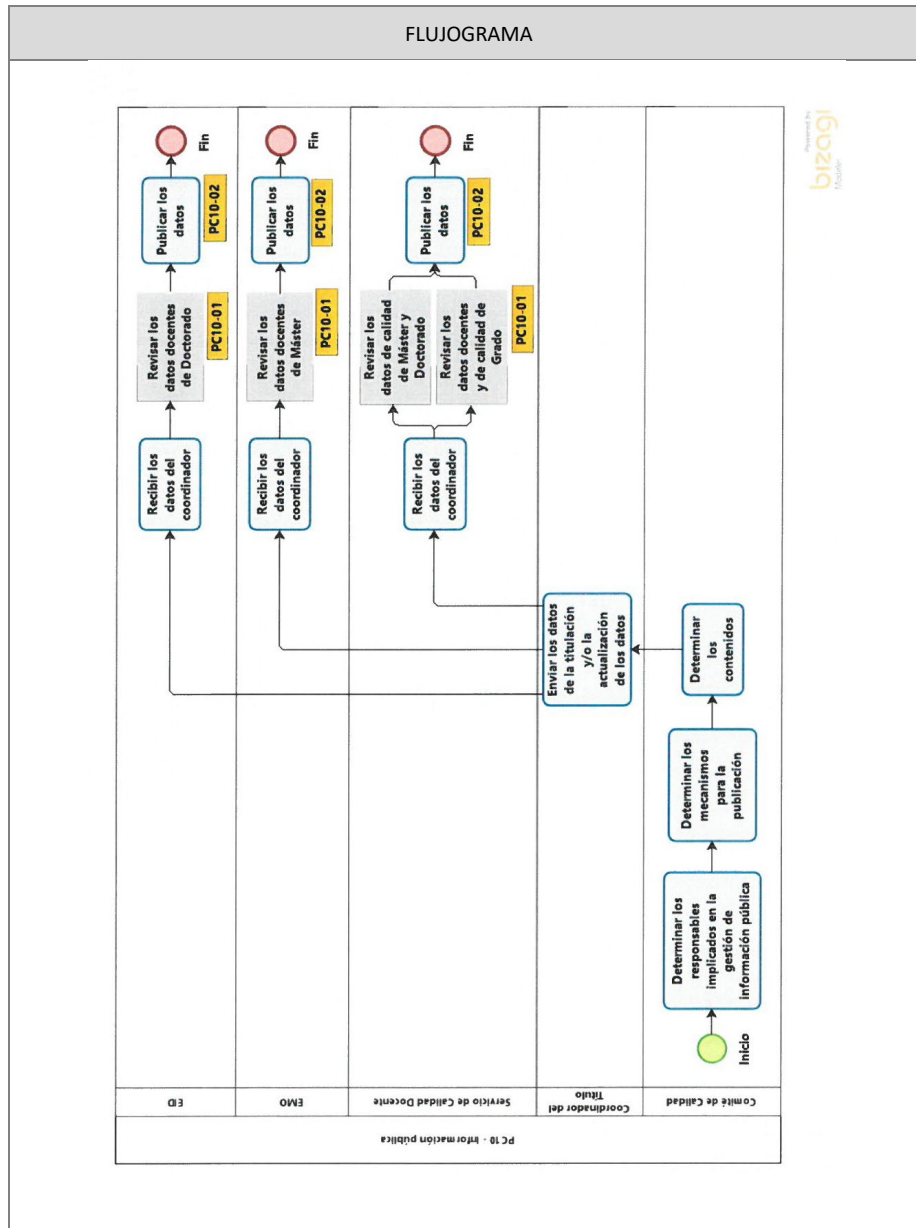 FLUJOGRAMA
PC 10 - Información pública
EID
Recibir los
datos del
coordinador
Revisar los
datos docentes
de Doctorado
PC10-01
Publicar los
datos
PC10-02
Fin
EMO
Recibir los
datos del
coordinador
Revisar los
datos docentes
de Máster
PC10-01
Publicar los
datos
PC10-02
Fin
Servicio de Calidad Docente
Recibir los
datos del
coordinador
Revisar los
datos de calidad
de Máster y
Doctorado
Revisar los
datos docentes
y de calidad de
Grado
PC10-01
Publicar los
datos
PC10-02
Fin
Coordinador del
Título
Enviar los datos
de la titulación
y/o la
actualización
de los datos
Comité de Calidad
Inicio
Determinar los
responsables
implicados en la
gestión de
información pública
Determinar los
mecanismos
para la
publicación
Determinar
los
contenidos
Powered by
bizagi
Modeler